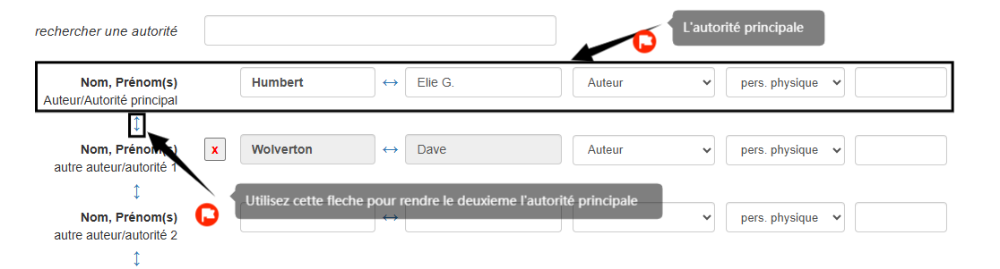 rechercher une autorité
L'autorité principale
Nom, Prénom(s) Humbert ↔ Elie G. Auteur pers. physique
Auteur/Autorité principal
↕
Nom, Prénom(s) x Wolverton ↔ Dave Auteur pers. physique
autre auteur/autorité 1
↕
Utilisez cette fleche pour rendre le deuxieme l'autorité principale
Nom, Prénom(s) ↔ pers. physique
autre auteur/autorité 2
↕